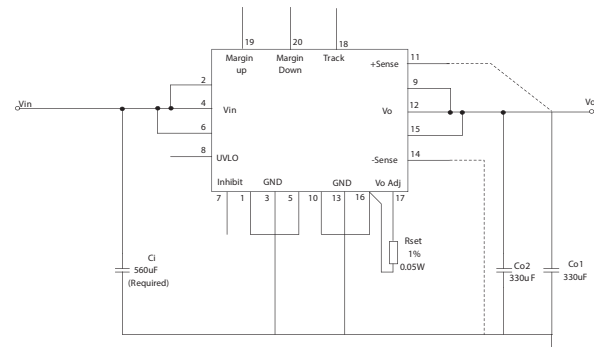 19
20
18
Margin up
Margin Down
Track
11
+Sense
2
9
Vin
4
Vin
Vo
12
Vo
6
15
8
UVLO
-Sense
14
Inhibit
GND
GND
Vo Adj
7
1
3
5
10
13
16
17
Rset
1%
0.05W
Ci
560uF
(Required)
Co2
330uF
Co1
330uF